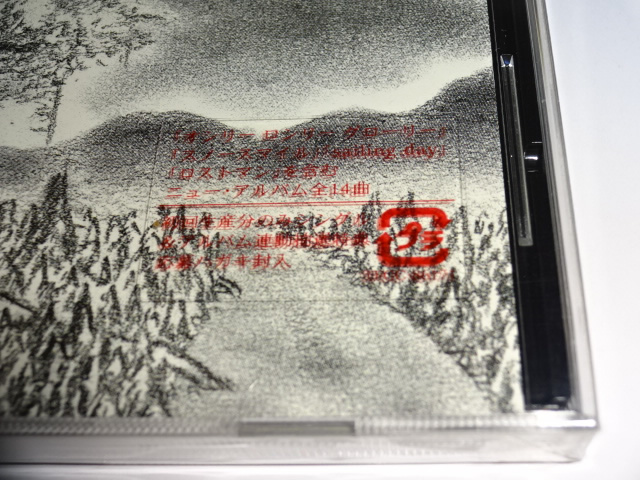 「オンリー ロンリー グローリー」
「スノースマイル」「sailing day」
「ロストマン」を含む
ニュー・アルバム全14曲
初回生産分のみシングル
&アルバム連動抽選特典
応募ハガキ封入